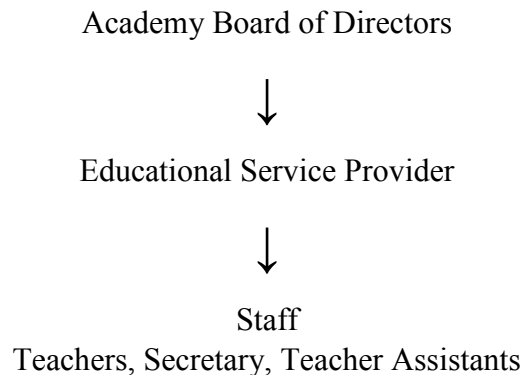 Academy Board of Directors
↓
Educational Service Provider
↓
Staff
Teachers, Secretary, Teacher Assistants